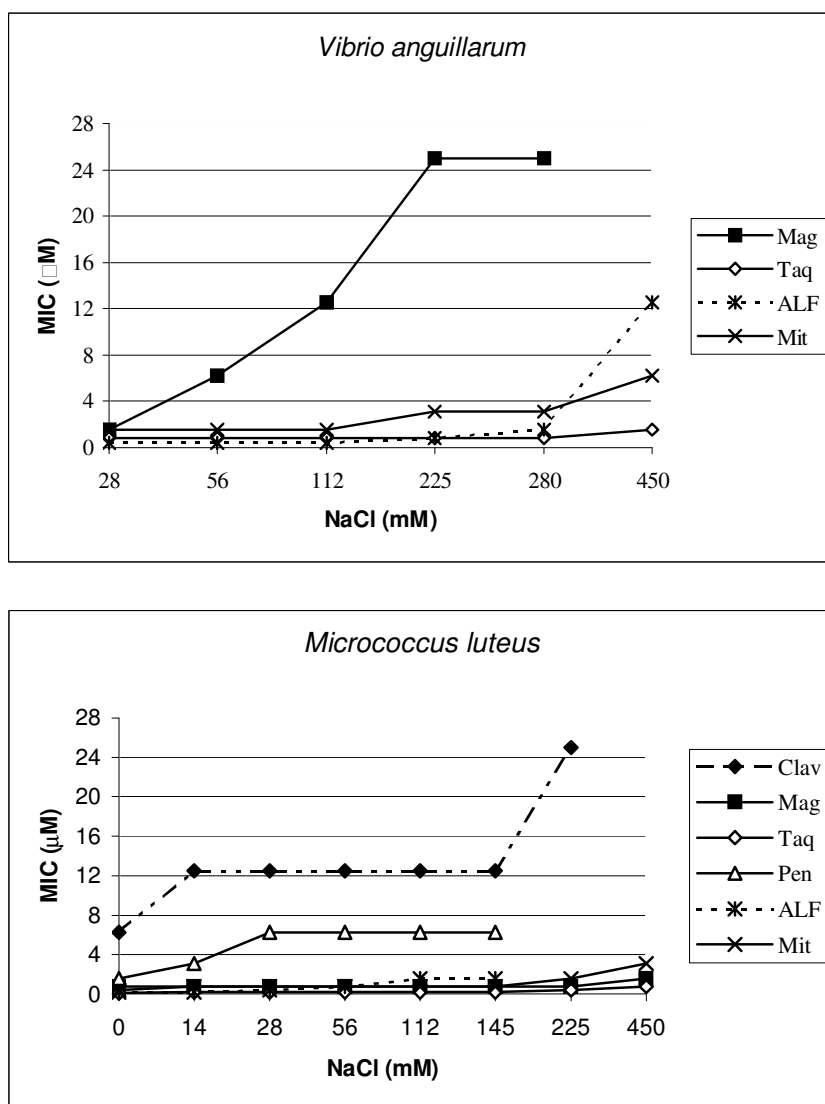 Vibrio anguillarum
28
24
20
16
12
8
4
0
MIC (□M)
28 56 112 225 280 450
NaCl (mM)
Mag
Taq
ALF
Mit
Micrococcus luteus
28
24
20
16
12
8
4
0
MIC (μM)
0 14 28 56 112 145 225 450
NaCl (mM)
Clav
Mag
Taq
Pen
ALF
Mit